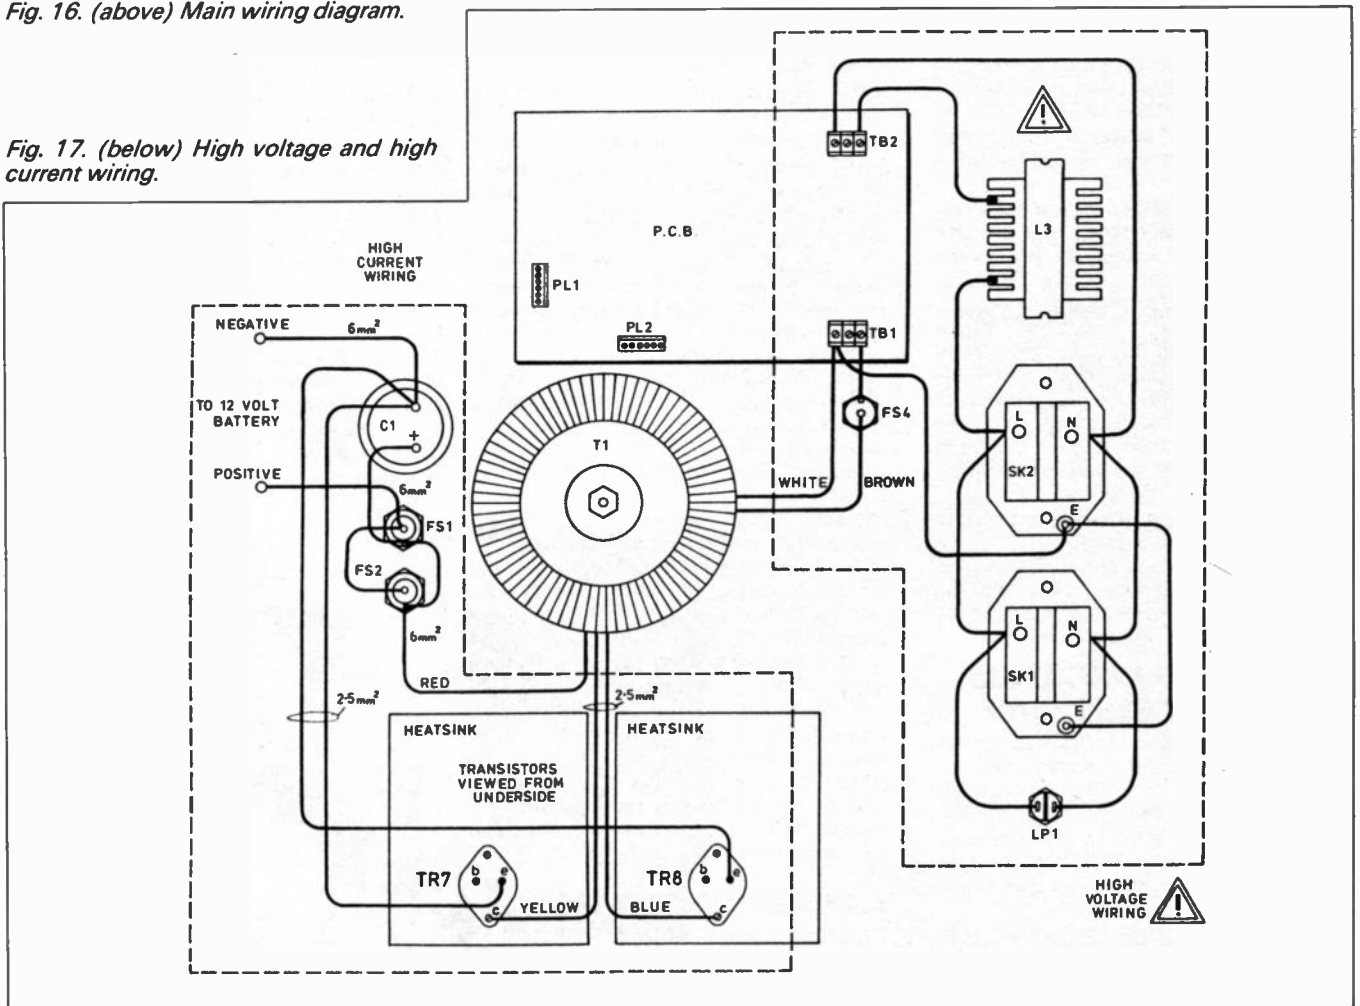 Fig. 16. (above) Main wiring diagram.
Fig. 17. (below) High voltage and high
current wiring.
HIGH
CURRENT
WIRING
NEGATIVE
6mm²
TO 12 VOLT
BATTERY
C1
+
POSITIVE
6mm²
FS1
FS2
6mm²
RED
2·5mm²
2·5mm²
P.C.B.
PL1
PL2
TB2
TB1
!
L3
FS4
T1
WHITE
BROWN
L
N
SK2
E
L
N
SK1
E
LP1
HEATSINK
HEATSINK
TRANSISTORS
VIEWED FROM
UNDERSIDE
TR7
b
e
c
YELLOW
TR8
b
e
c
BLUE
HIGH
VOLTAGE
WIRING
!